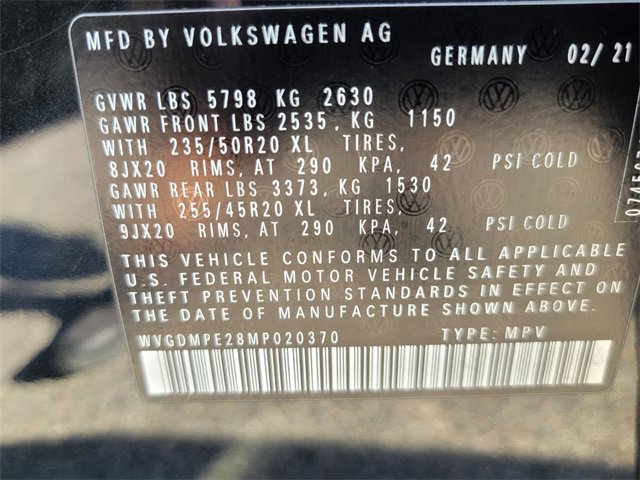 MFD BY VOLKSWAGEN AG
GERMANY 02/21
GVWR LBS 5798 KG 2630
GAWR FRONT LBS 2535, KG 1150
WITH 235/50R20 XL TIRES,
8JX20 RIMS, AT 290 KPA, 42 PSI COLD
GAWR REAR LBS 3373, KG 1530
WITH 255/45R20 XL TIRES,
9JX20 RIMS, AT 290 KPA, 42 PSI COLD
THIS VEHICLE CONFORMS TO ALL APPLICABLE
U.S. FEDERAL MOTOR VEHICLE SAFETY AND
THEFT PREVENTION STANDARDS IN EFFECT ON
THE DATE OF MANUFACTURE SHOWN ABOVE.
WVGDMPE28MP020370 TYPE: MPV